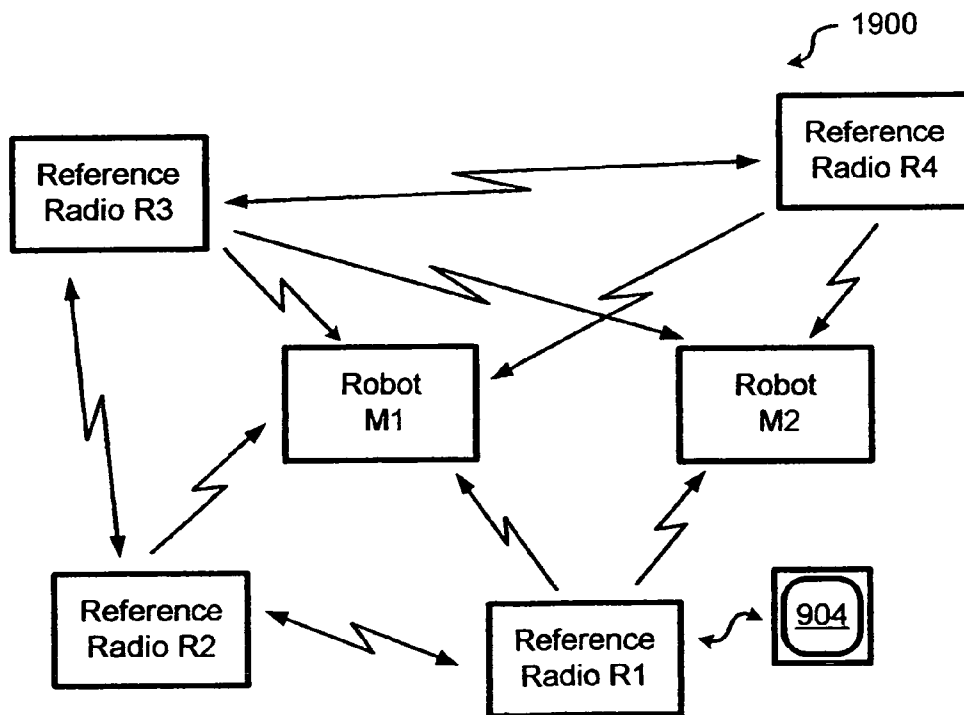 1900
Reference
Radio R4
Reference
Radio R3
Robot
M1
Robot
M2
Reference
Radio R2
Reference
Radio R1
904